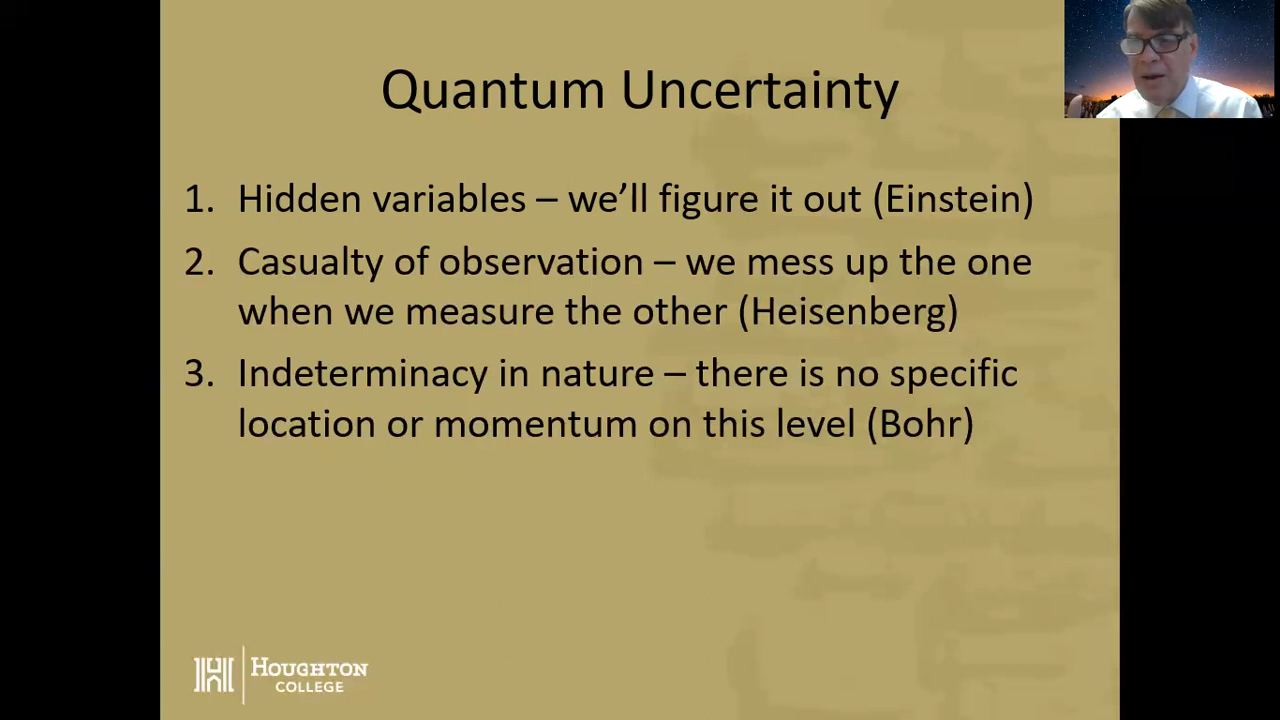 Quantum Uncertainty
1. Hidden variables – we’ll figure it out (Einstein)
2. Casualty of observation – we mess up the one
when we measure the other (Heisenberg)
3. Indeterminacy in nature – there is no specific
location or momentum on this level (Bohr)
HOUGHTON
COLLEGE